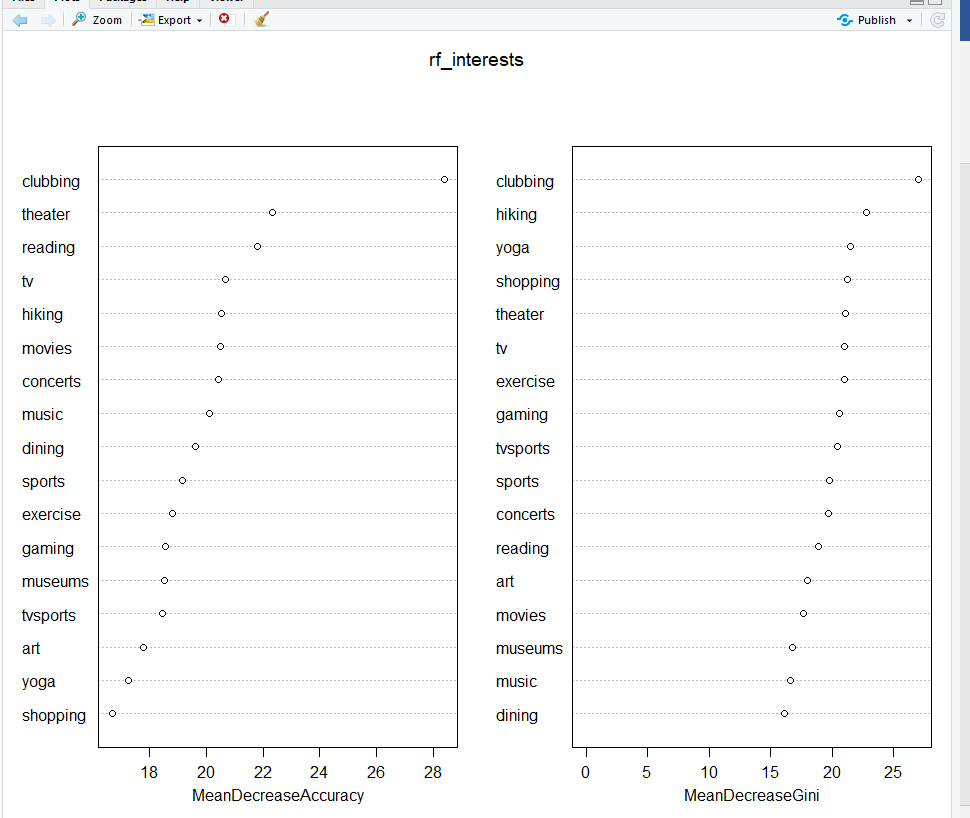 Zoom Export Publish
rf_interests
clubbing
theater
reading
tv
hiking
movies
concerts
music
dining
sports
exercise
gaming
museums
tvsports
art
yoga
shopping
18 20 22 24 26 28
MeanDecreaseAccuracy
clubbing
hiking
yoga
shopping
theater
tv
exercise
gaming
tvsports
sports
concerts
reading
art
movies
museums
music
dining
0 5 10 15 20 25
MeanDecreaseGini